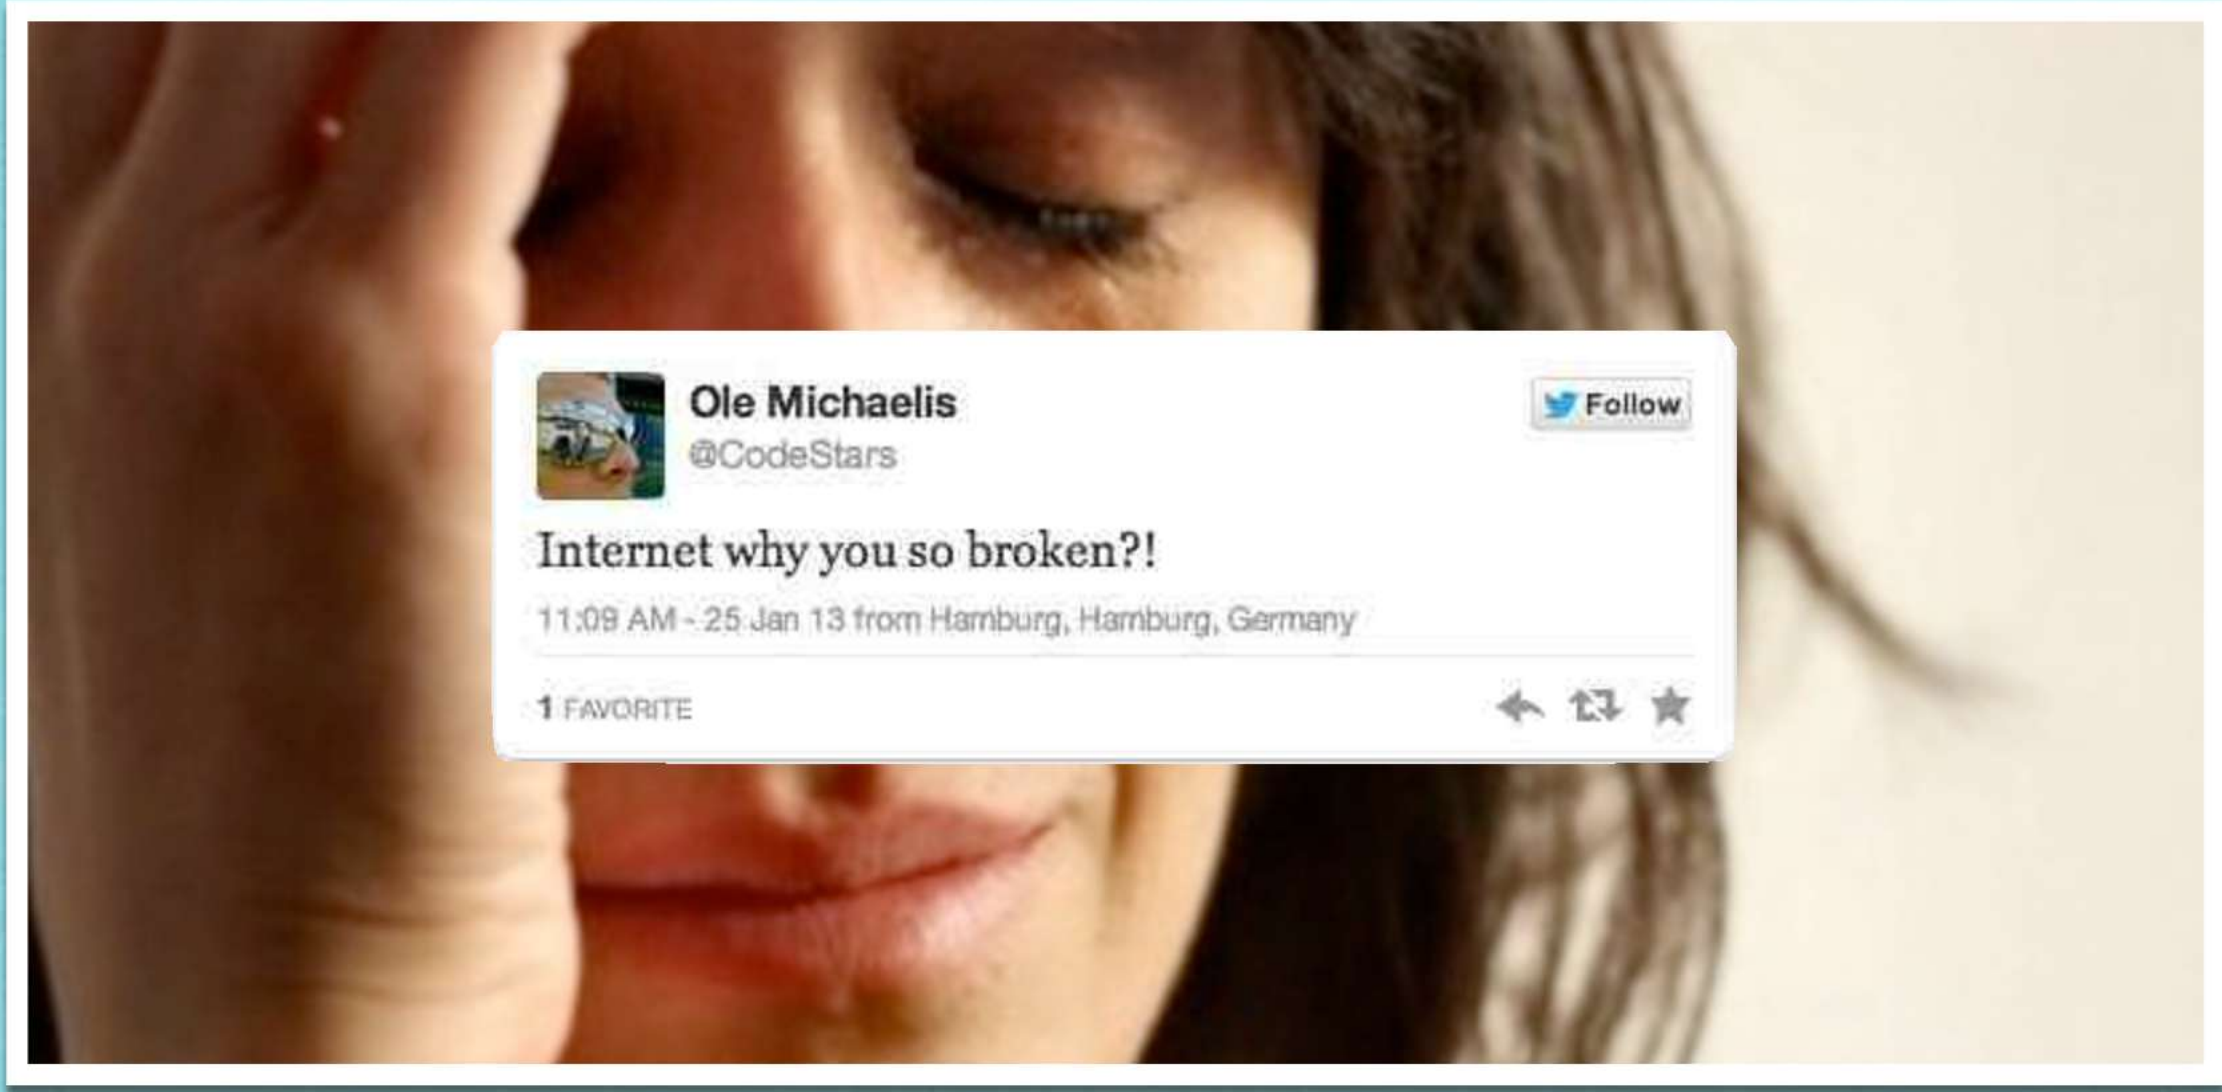 Ole Michaelis
Follow
@CodeStars
Internet why you so broken?!
11:09 AM - 25 Jan 13 from Hamburg, Hamburg, Germany
1 FAVORITE